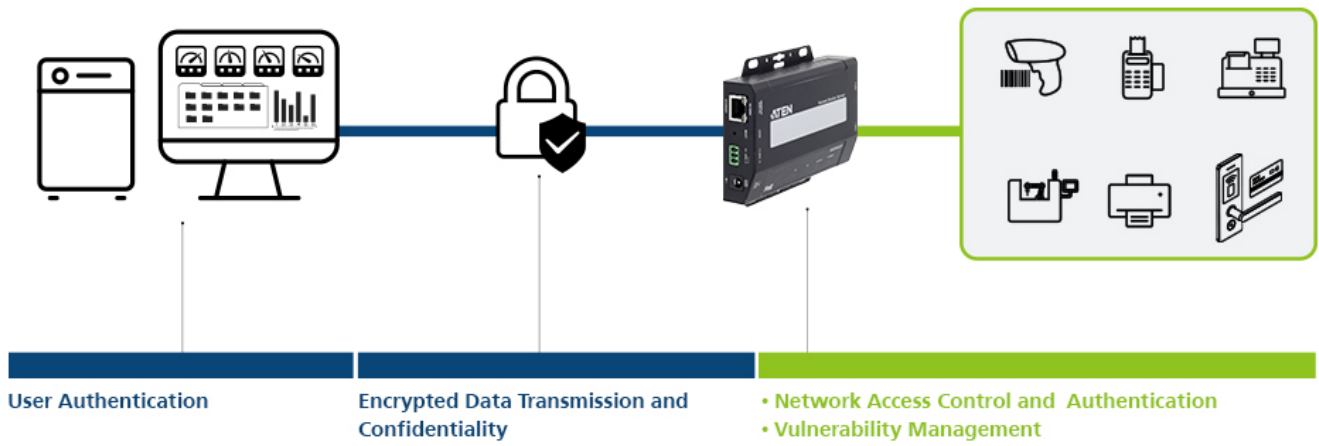 ATEN
User Authentication
Encrypted Data Transmission and
Confidentiality
• Network Access Control and Authentication
• Vulnerability Management